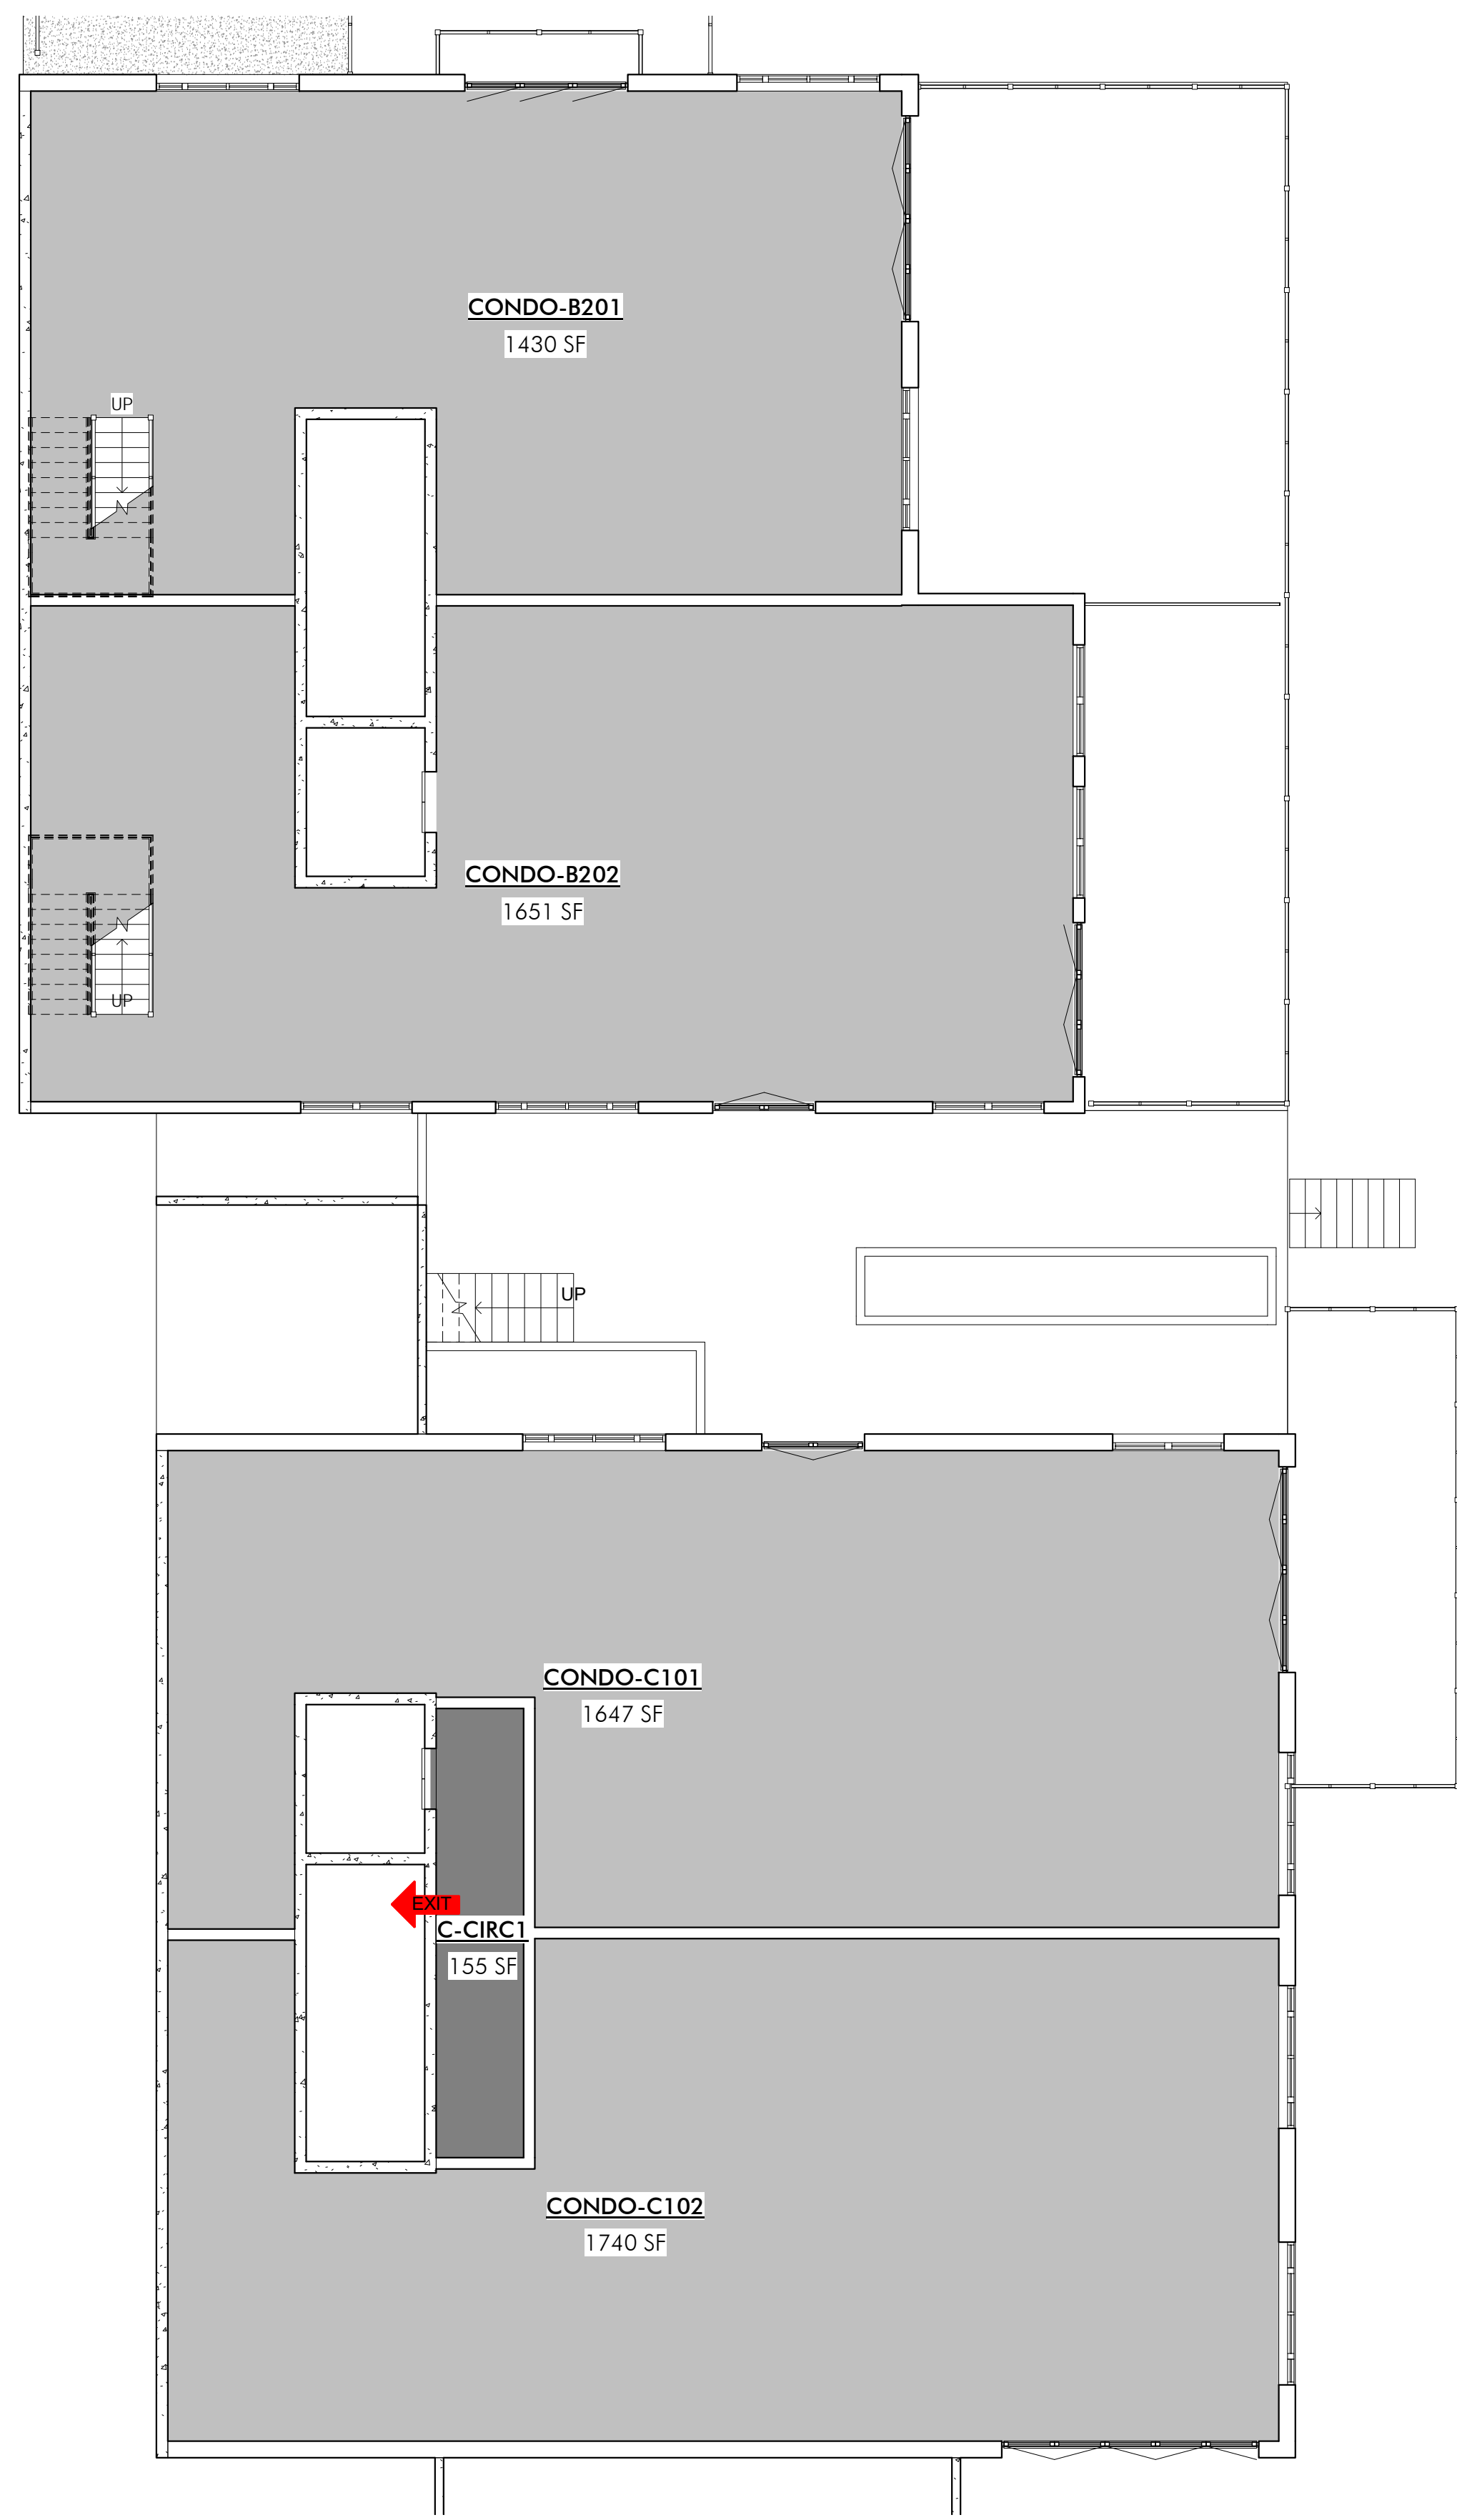 CONDO-B201
1430 SF
UP
CONDO-B202
1651 SF
UP
UP
CONDO-C101
1647 SF
EXIT
C-CIRC1
155 SF
CONDO-C102
1740 SF